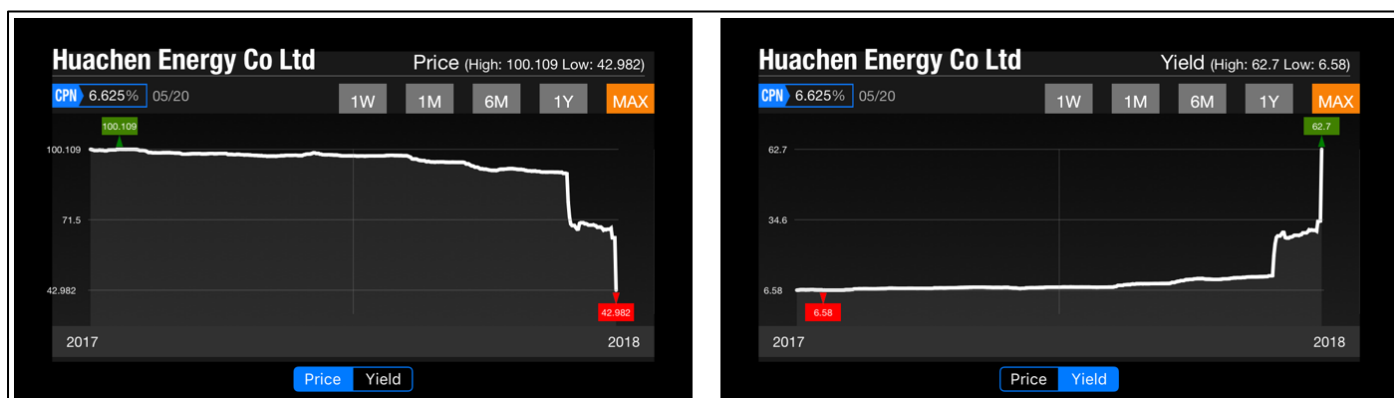 Huachen Energy Co Ltd
Price (High: 100.109 Low: 42.982)
CPN 6.625% 05/20
1W 1M 6M 1Y MAX
100.109
100.109
71.5
42.982
42.982
2017 2018
Price Yield
Huachen Energy Co Ltd
Yield (High: 62.7 Low: 6.58)
CPN 6.625% 05/20
1W 1M 6M 1Y MAX
62.7
62.7
34.6
6.58
6.58
2017 2018
Price Yield